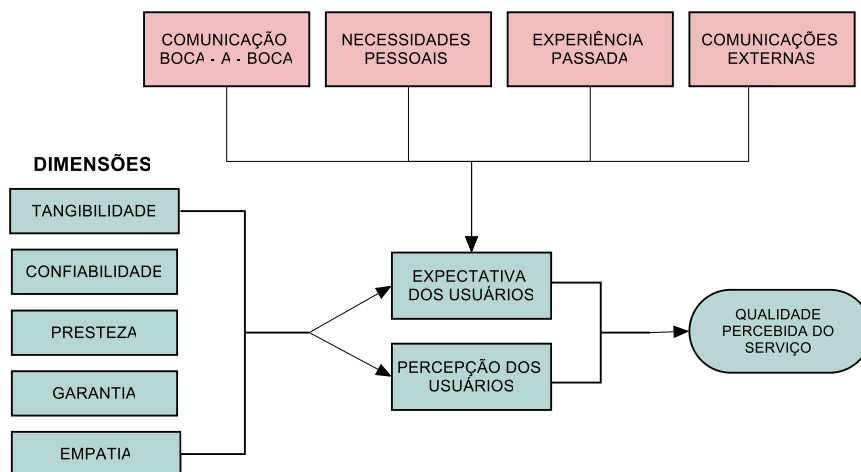 COMUNICAÇÃO
BOCA - A - BOCA
NECESSIDADES
PESSOAIS
EXPERIÊNCIA
PASSADA
COMUNICAÇÕES
EXTERNAS
DIMENSÕES
TANGIBILIDADE
CONFIABILIDADE
PRESTEZA
GARANTIA
EMPATIA
EXPECTATIVA
DOS USUÁRIOS
PERCEPÇÃO DOS
USUÁRIOS
QUALIDADE
PERCEBIDA DO
SERVIÇO